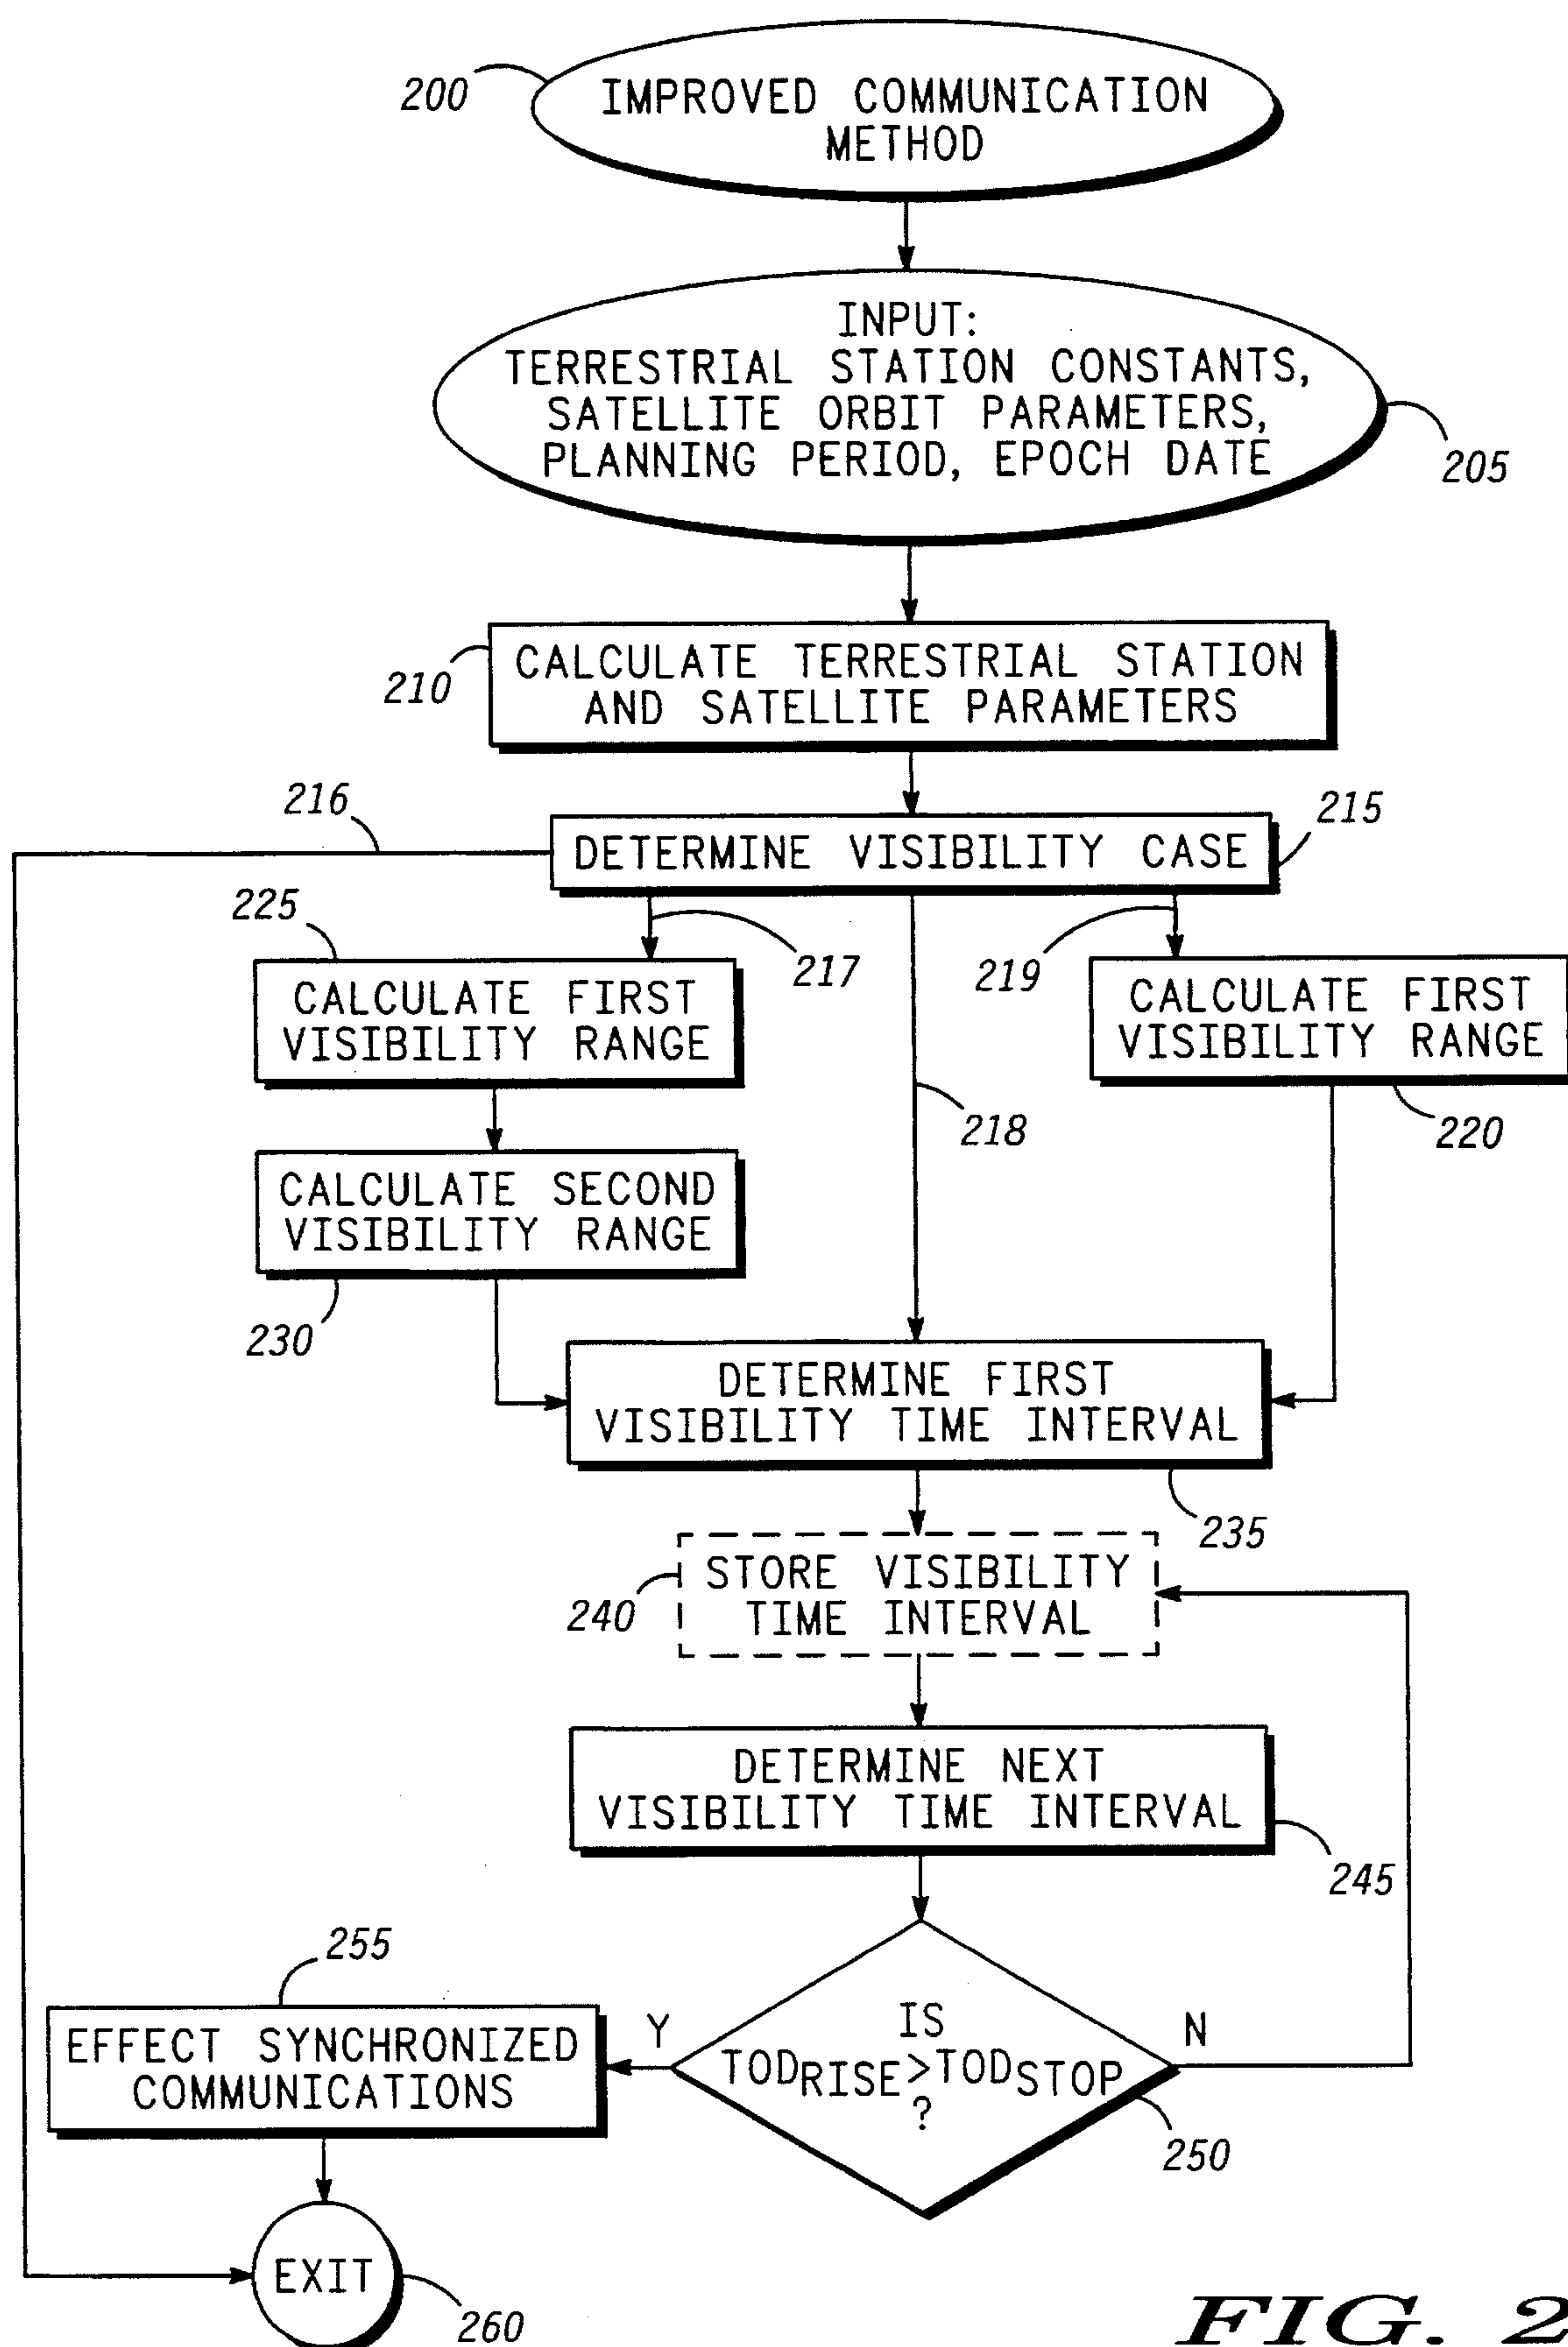 200
IMPROVED COMMUNICATION
METHOD
INPUT:
TERRESTRIAL STATION CONSTANTS,
SATELLITE ORBIT PARAMETERS,
PLANNING PERIOD, EPOCH DATE
205
210
CALCULATE TERRESTRIAL STATION
AND SATELLITE PARAMETERS
216
DETERMINE VISIBILITY CASE
215
225
217
219
CALCULATE FIRST
VISIBILITY RANGE
CALCULATE FIRST
VISIBILITY RANGE
218
220
CALCULATE SECOND
VISIBILITY RANGE
230
DETERMINE FIRST
VISIBILITY TIME INTERVAL
235
240
STORE VISIBILITY
TIME INTERVAL
DETERMINE NEXT
VISIBILITY TIME INTERVAL
245
255
EFFECT SYNCHRONIZED
COMMUNICATIONS
Y
IS
TODRISE>TODSTOP
?
N
250
EXIT
260
FIG. 2